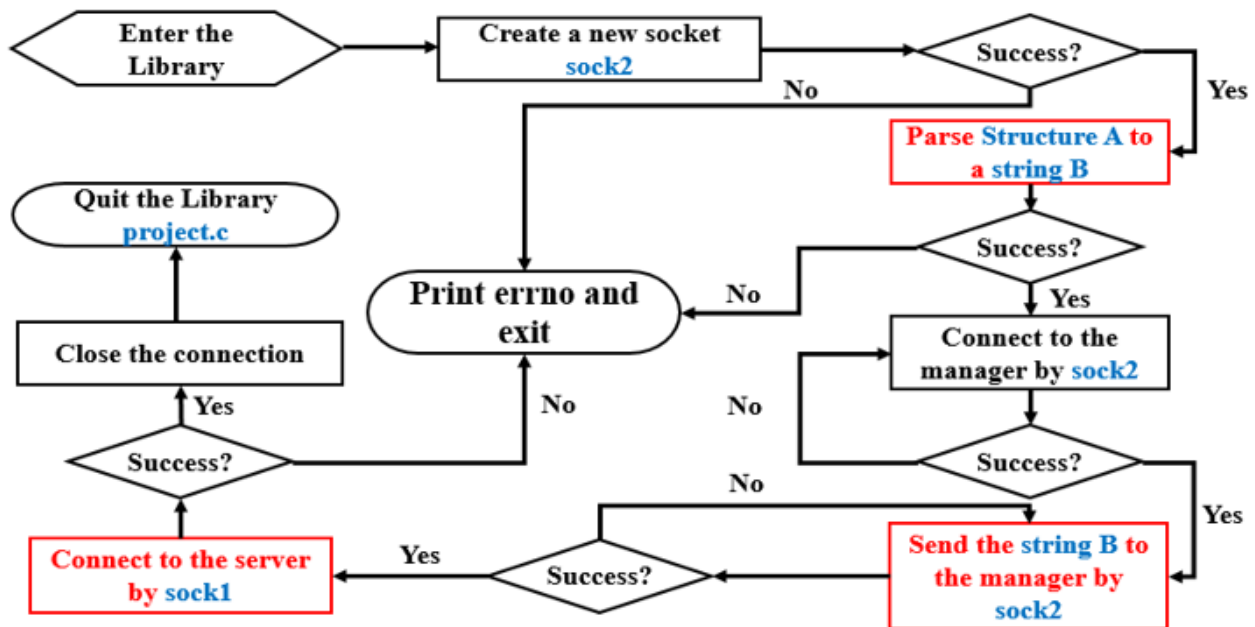 Enter the
Library
Create a new socket
sock2
Success?
No
Yes
Parse Structure A to
a string B
Quit the Library
project.c
Success?
Print errno and
exit
No
Yes
Connect to the
manager by sock2
Close the connection
Yes
No
No
Success?
Success?
No
Yes
Connect to the server
by sock1
Yes
Success?
Send the string B to
the manager by
sock2